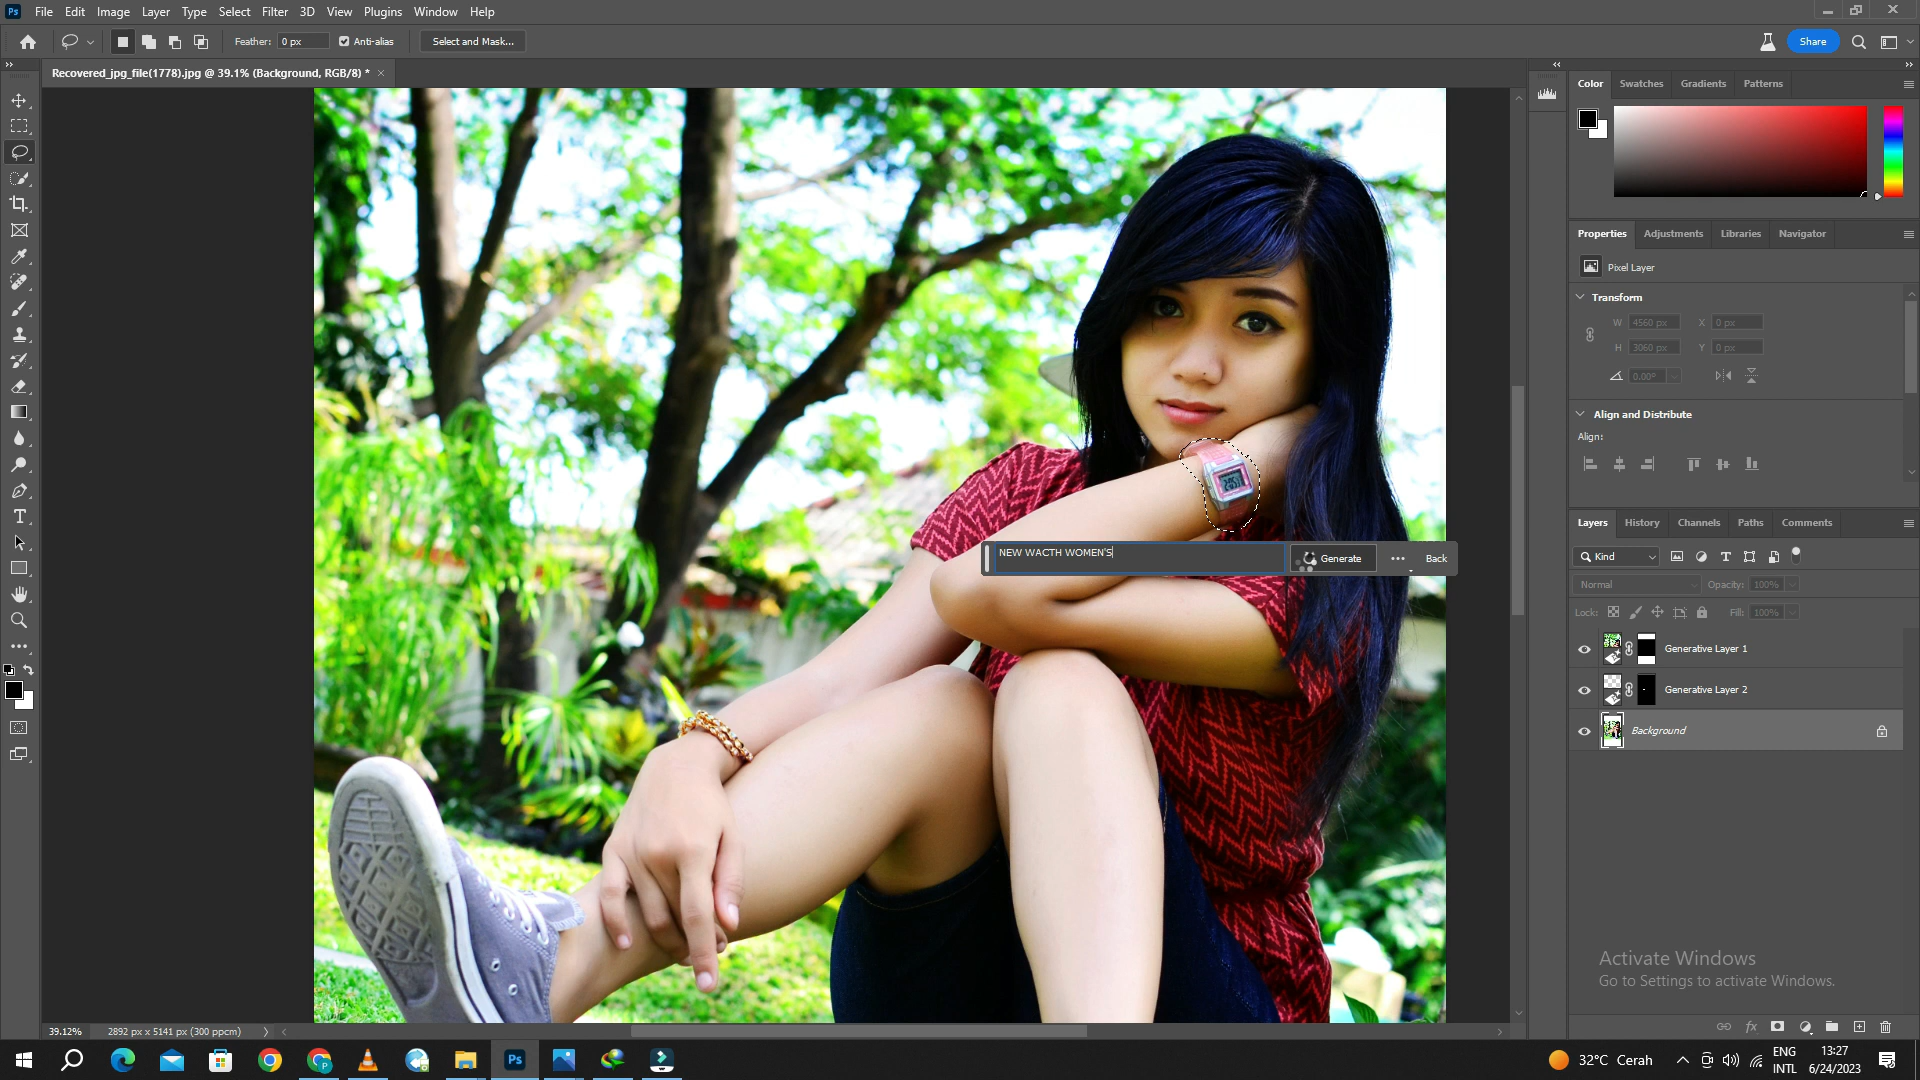 File Edit Image Layer Type Select Filter 3D View Plugins Window Help
Feather: 0 px Anti-alias Select and Mask... Share
Recovered_jpg_file(1778).jpg @ 39.1% (Background, RGB/8) *
Color Swatches Gradients Patterns
Properties Adjustments Libraries Navigator
Pixel Layer
Transform
W 4560 px X 0 px
H 3060 px Y 0 px
0.00°
Align and Distribute
Align:
Layers History Channels Paths Comments
Kind
Normal Opacity: 100%
Lock: Fill: 100%
Generative Layer 1
Generative Layer 2
Background
NEW WACTH WOMEN'S Generate Back
Activate Windows
Go to Settings to activate Windows.
39.12% 2892 px x 5141 px (300 ppcm)
32°C Cerah
ENG
INTL
13:27
6/24/2023